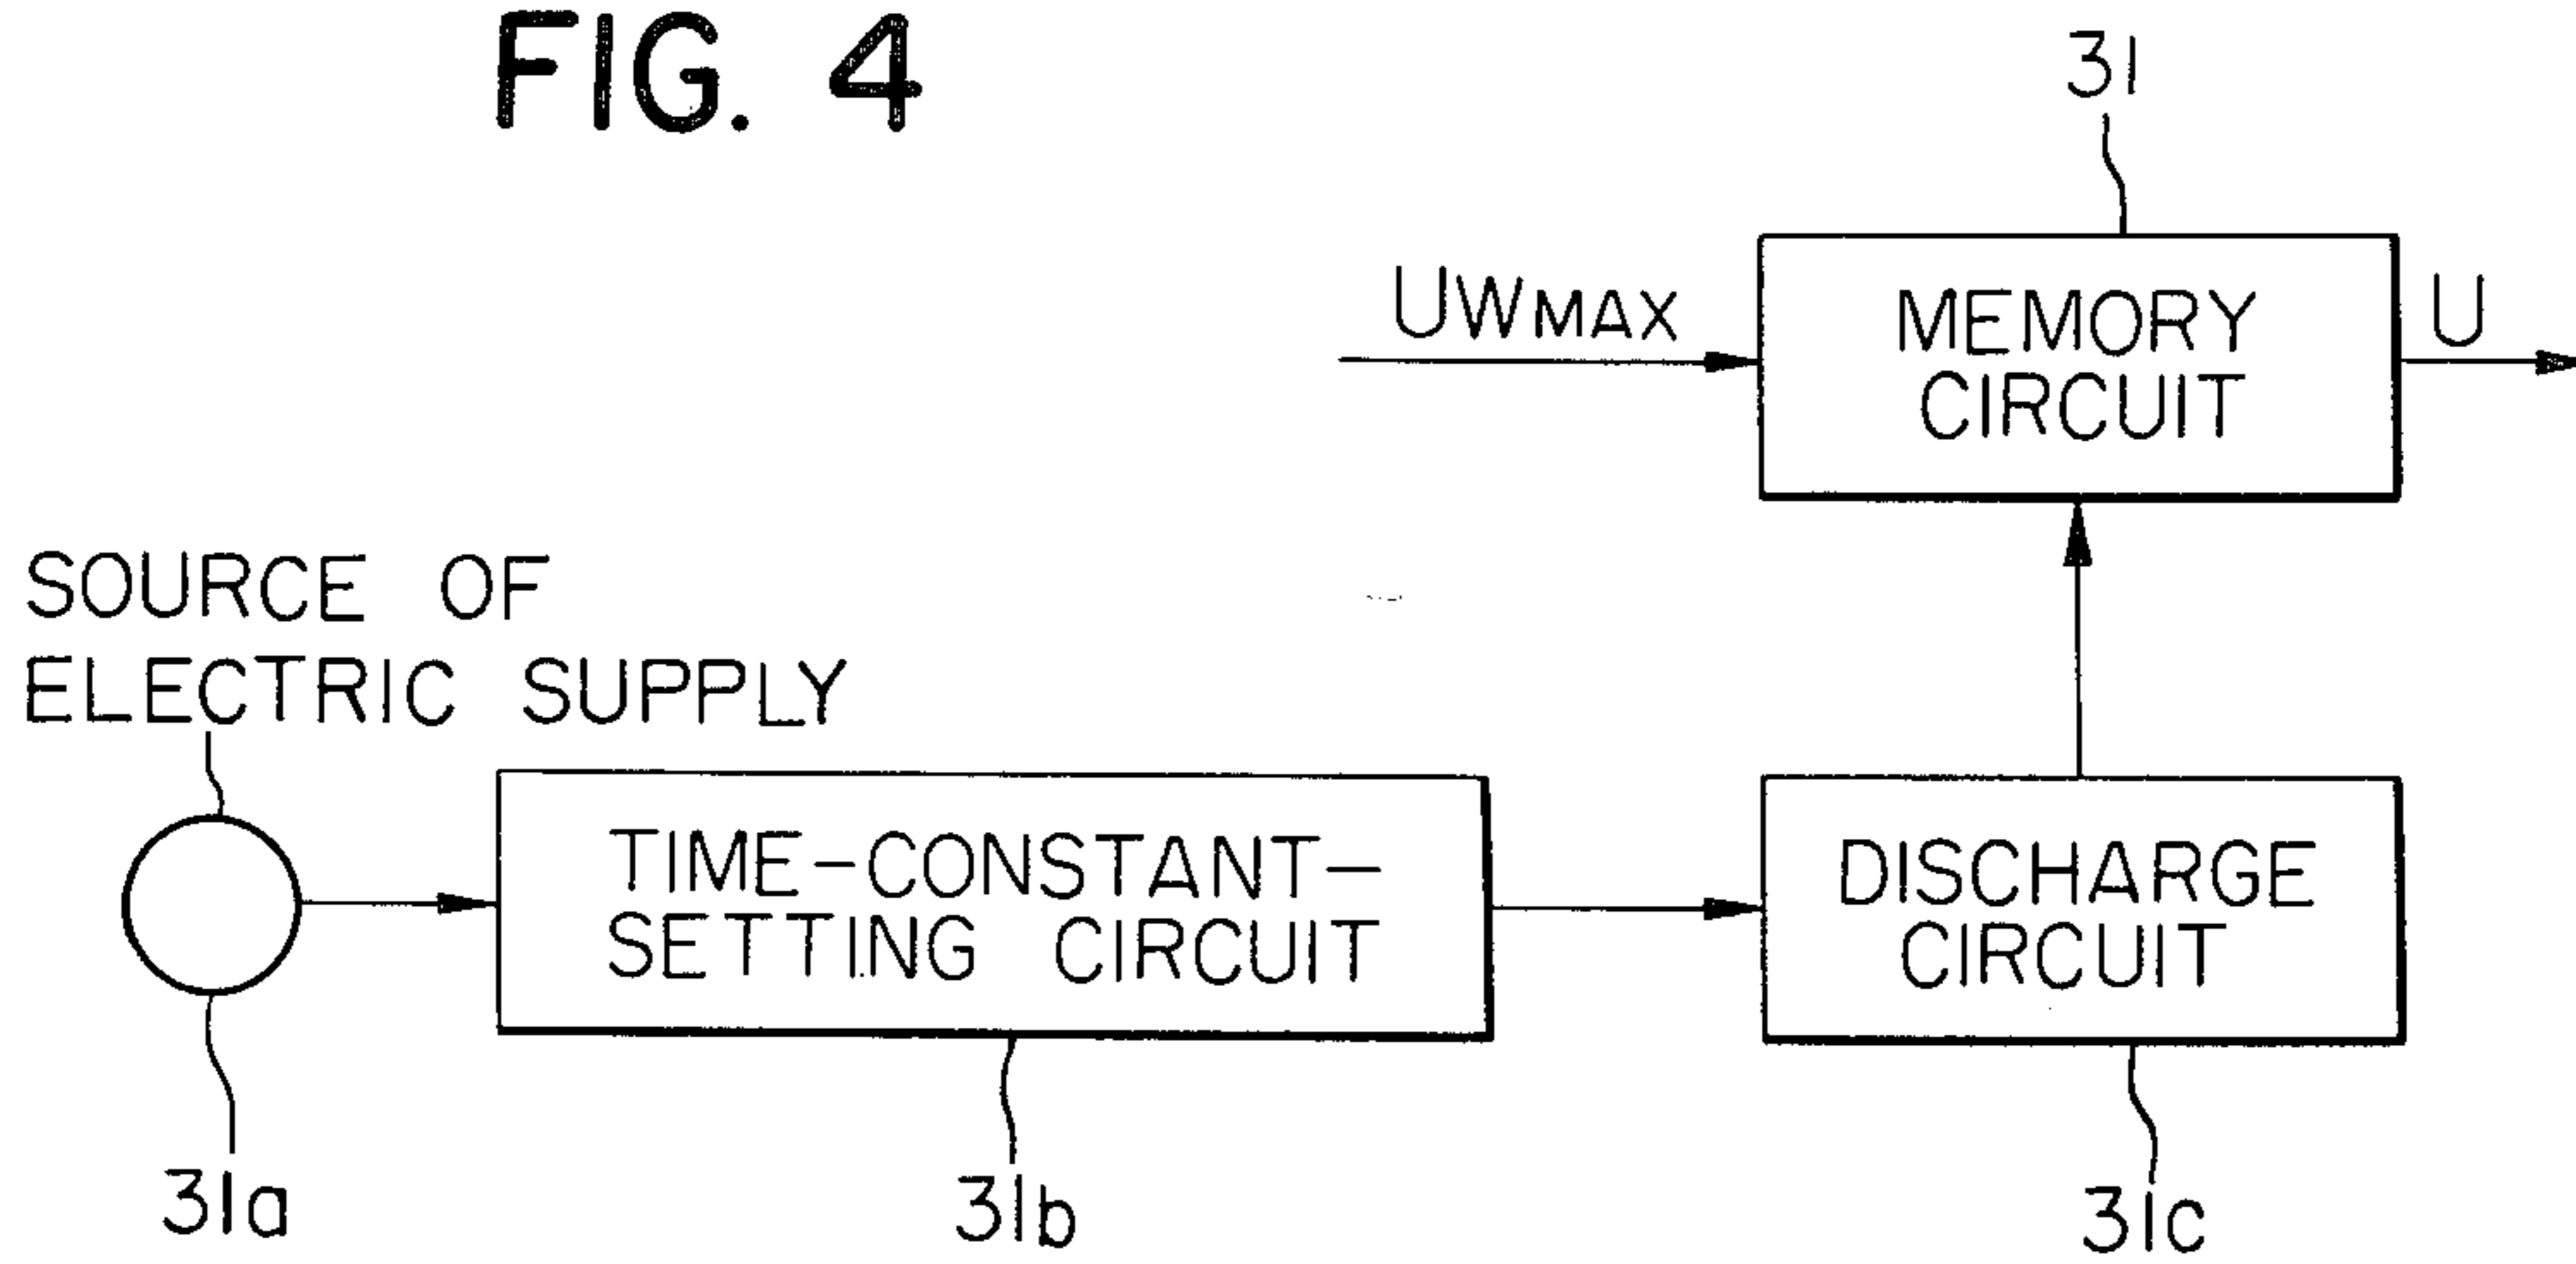 FIG. 4
31
UWMAX
MEMORY
CIRCUIT
U
SOURCE OF
ELECTRIC SUPPLY
TIME-CONSTANT-
SETTING CIRCUIT
DISCHARGE
CIRCUIT
31a
31b
31c